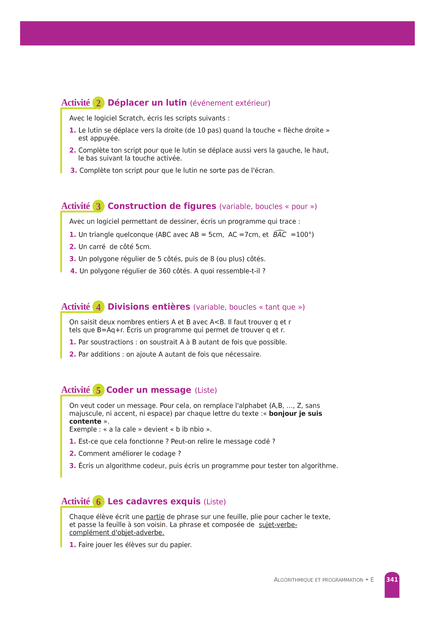 Activité 2 Déplacer un lutin (événement extérieur)
Avec le logiciel Scratch, écris les scripts suivants :
1. Le lutin se déplace vers la droite (de 10 pas) quand la touche « flèche droite »
est appuyée.
2. Complète ton script pour que le lutin se déplace aussi vers la gauche, le haut,
le bas suivant la touche activée.
3. Complète ton script pour que le lutin ne sorte pas de l'écran.
Activité 3 Construction de figures (variable, boucles « pour »)
Avec un logiciel permettant de dessiner, écris un programme qui trace :
1. Un triangle quelconque (ABC avec AB = 5cm, AC =7cm, et BAC =100°)
2. Un carré de côté 5cm.
3. Un polygone régulier de 5 côtés, puis de 8 (ou plus) côtés.
4. Un polygone régulier de 360 côtés. A quoi ressemble-t-il ?
Activité 4 Divisions entières (variable, boucles « tant que »)
On saisit deux nombres entiers A et B avec A<B. Il faut trouver q et r
tels que B=Aq+r. Écris un programme qui permet de trouver q et r.
1. Par soustractions : on soustrait A à B autant de fois que possible.
2. Par additions : on ajoute A autant de fois que nécessaire.
Activité 5 Coder un message (Liste)
On veut coder un message. Pour cela, on remplace l'alphabet (A,B, ..., Z, sans
majuscule, ni accent, ni espace) par chaque lettre du texte :« bonjour je suis
contente ».
Exemple : « a la cale » devient « b ib nbio ».
1. Est-ce que cela fonctionne ? Peut-on relire le message codé ?
2. Comment améliorer le codage ?
3. Écris un algorithme codeur, puis écris un programme pour tester ton algorithme.
Activité 6 Les cadavres exquis (Liste)
Chaque élève écrit une partie de phrase sur une feuille, plie pour cacher le texte,
et passe la feuille à son voisin. La phrase et composée de sujet-verbe-
complément d'objet-adverbe.
1. Faire jouer les élèves sur du papier.
Algorithmique et programmation • E 341